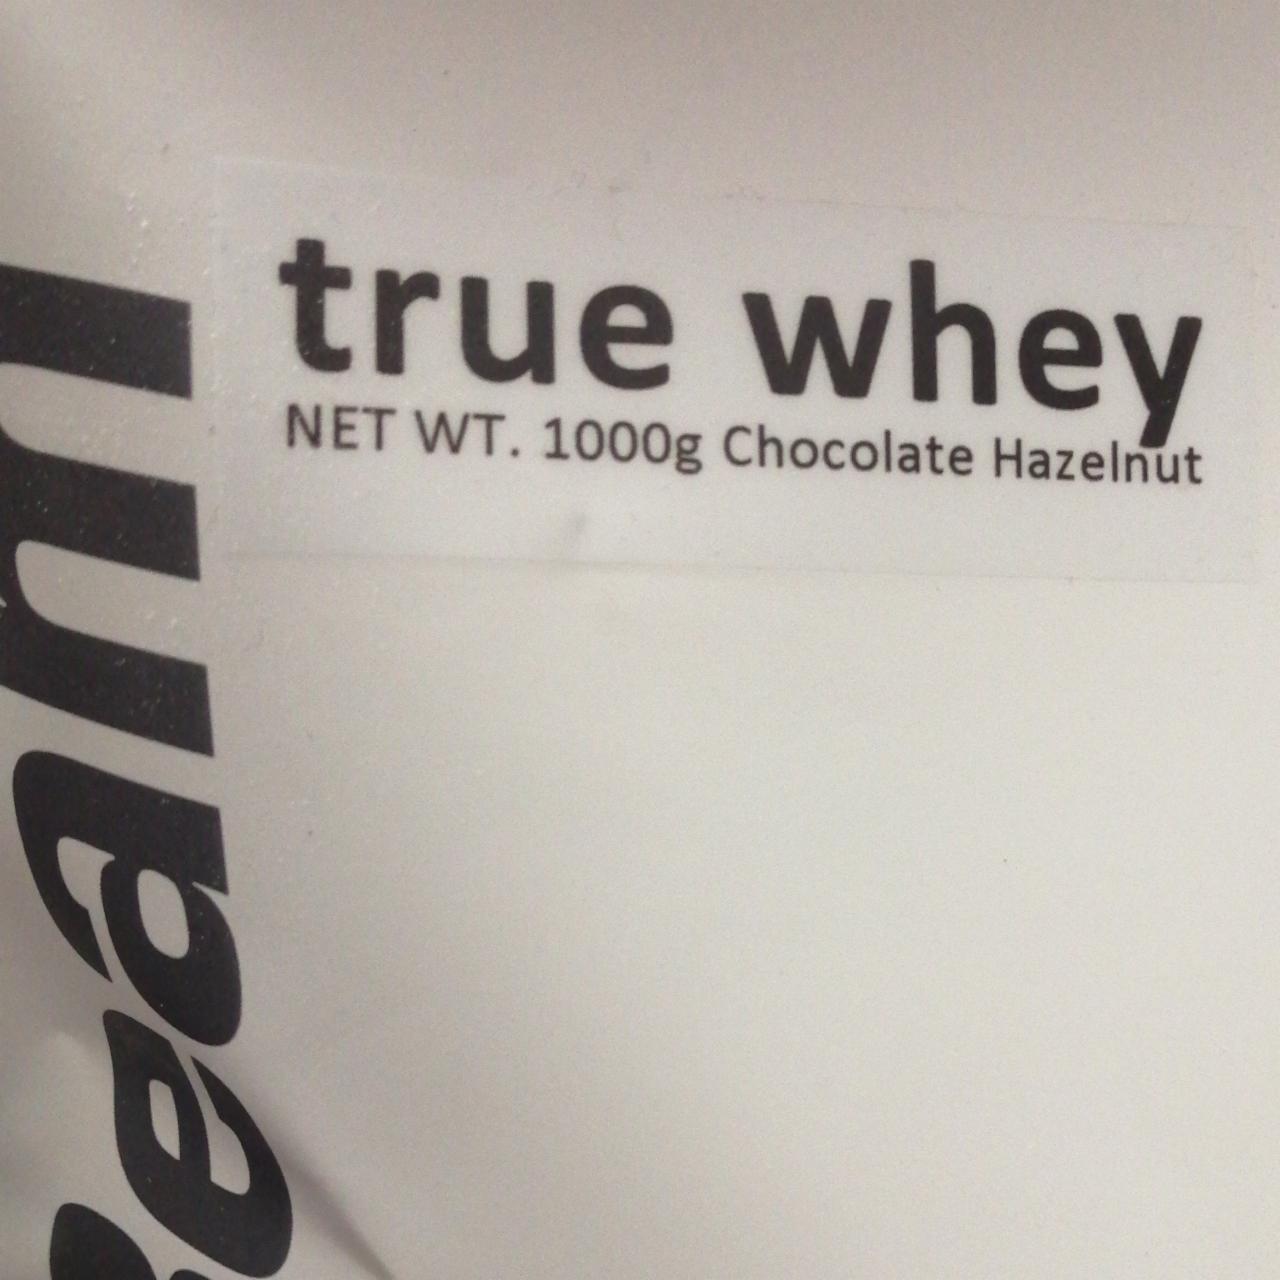 true whey
NET WT. 1000g Chocolate Hazelnut